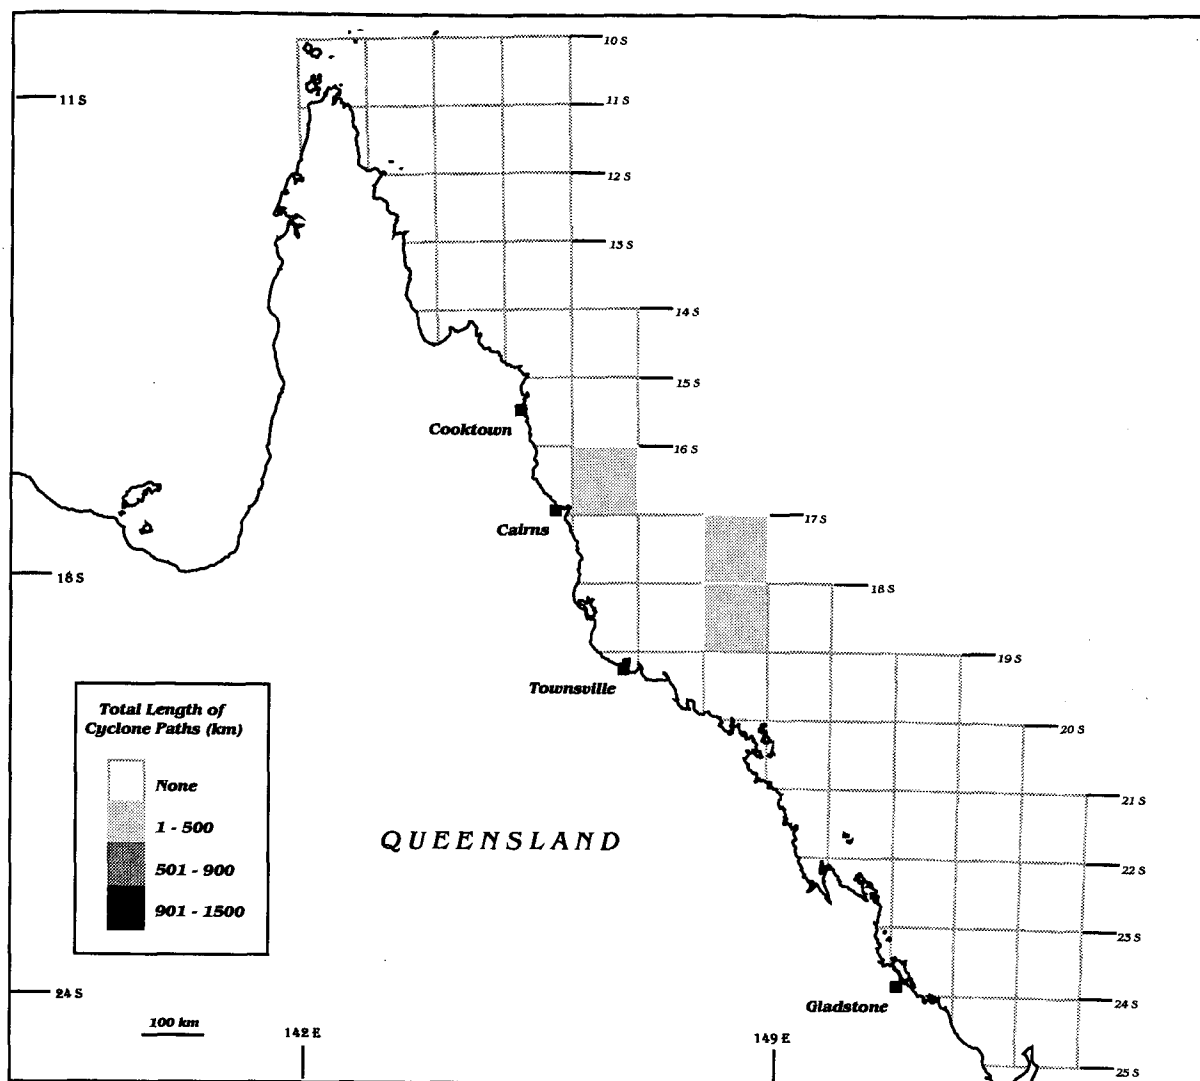 10 S
11 S
11 S
12 S
13 S
14 S
15 S
Cooktown
16 S
Cairns
17 S
18 S
18 S
19 S
Townsville
Total Length of
Cyclone Paths (km)
20 S
None
21 S
1 - 500
QUEENSLAND
501 - 900
22 S
901 - 1500
23 S
24 S
24 S
Gladstone
100 km
142 E
149 E
25 S